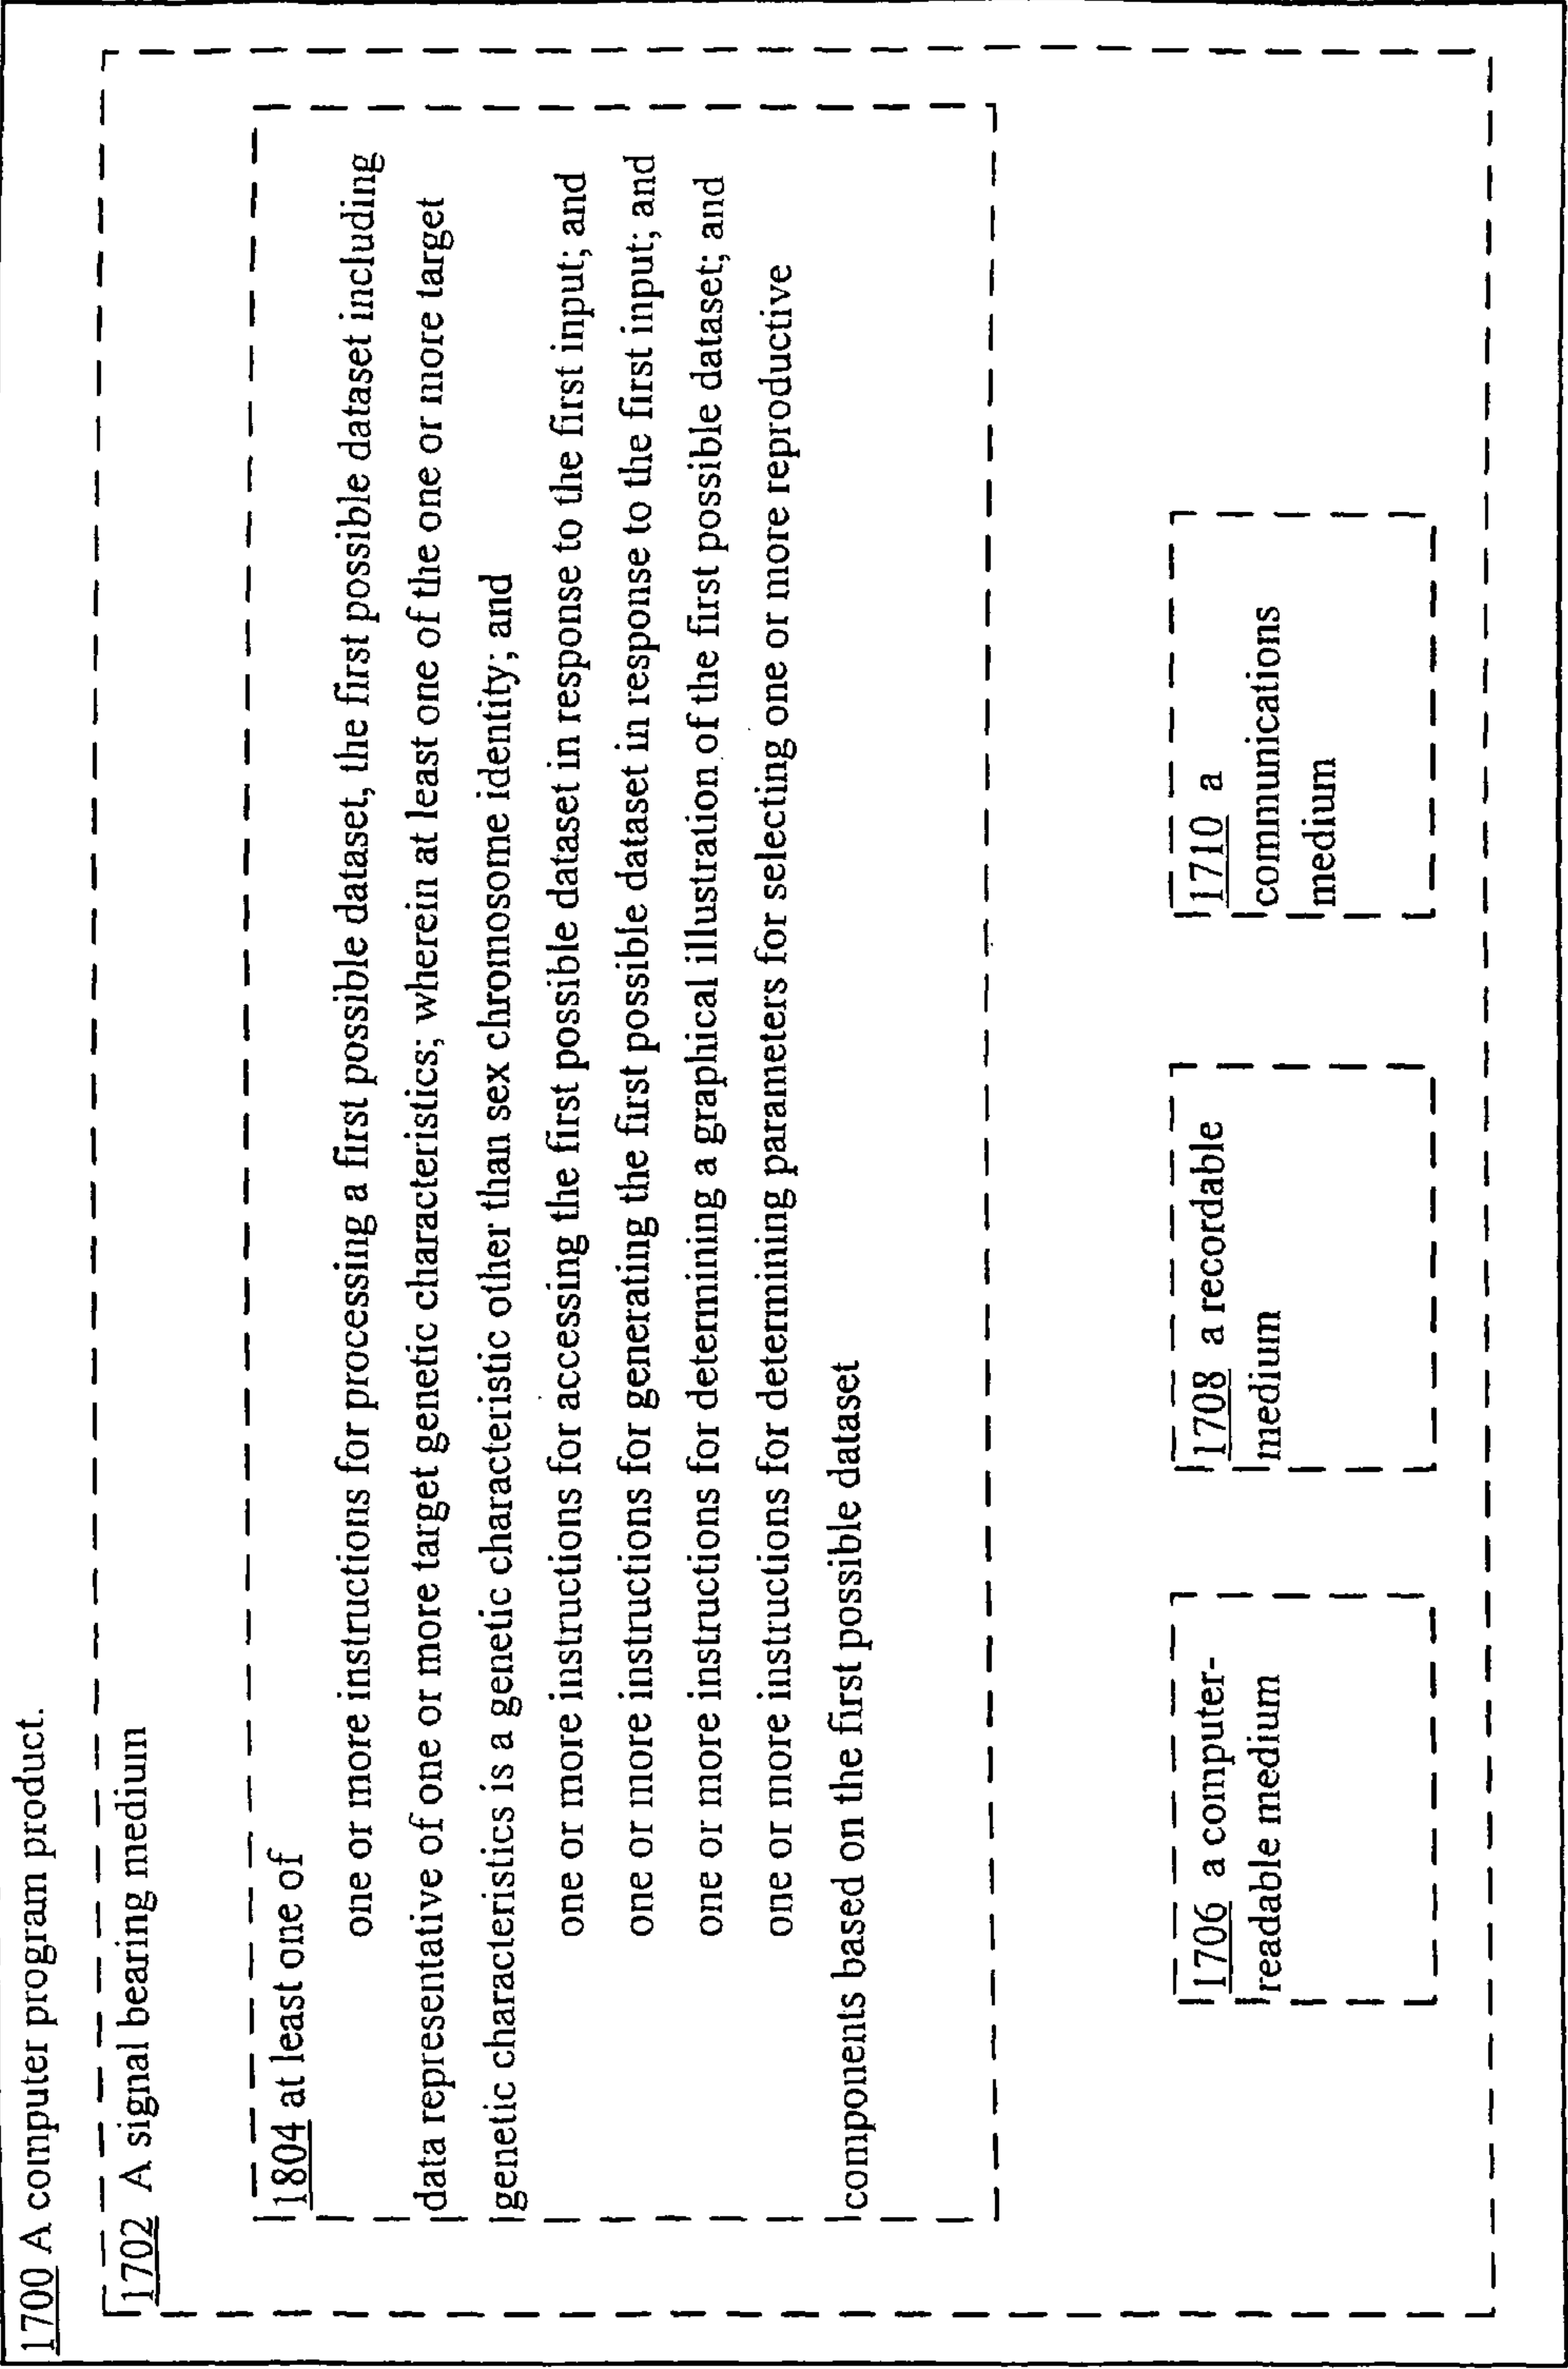 1700 A computer program product.
1702 A signal bearing medium
1804 at least one of
one or more instructions for processing a first possible dataset, the first possible dataset including
data representative of one or more target genetic characteristics; wherein at least one of the one or more target
genetic characteristics is a genetic characteristic other than sex chromosome identity; and
one or more instructions for accessing the first possible dataset in response to the first input; and
one or more instructions for generating the first possible dataset in response to the first input; and
one or more instructions for determining a graphical illustration of the first possible dataset; and
one or more instructions for determining parameters for selecting one or more reproductive
components based on the first possible dataset
1706 a computer-
readable medium
1708 a recordable
medium
1710 a
communications
medium